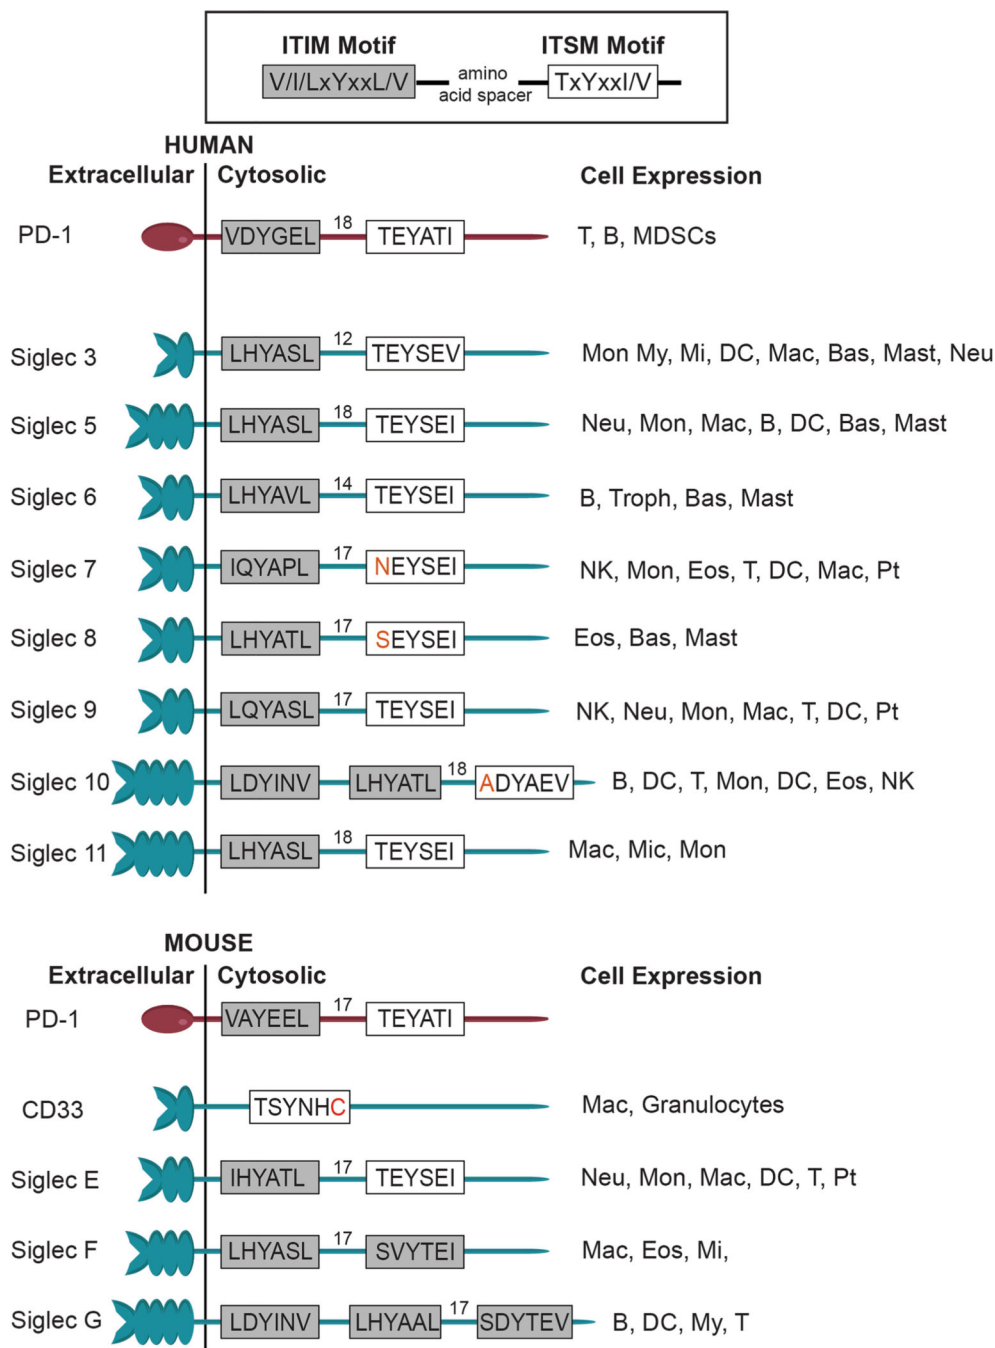 ITIM Motif ITSM Motif
V/I/LxYxxL/V amino acid spacer TxYxxI/V
HUMAN
Extracellular Cytosolic Cell Expression
PD-1 VDYGEL 18 TEYATI T, B, MDSCs
Siglec 3 LHYASL 12 TEYSEV Mon My, Mi, DC, Mac, Bas, Mast, Neu
Siglec 5 LHYASL 18 TEYSEI Neu, Mon, Mac, B, DC, Bas, Mast
Siglec 6 LHYAVL 14 TEYSEI B, Troph, Bas, Mast
Siglec 7 IQYAPL 17 NEYSEI NK, Mon, Eos, T, DC, Mac, Pt
Siglec 8 LHYATL 17 SEYSEI Eos, Bas, Mast
Siglec 9 LQYASL 17 TEYSEI NK, Neu, Mon, Mac, T, DC, Pt
Siglec 10 LDYINV LHYATL 18 ADYAEV B, DC, T, Mon, DC, Eos, NK
Siglec 11 LHYASL 18 TEYSEI Mac, Mic, Mon
MOUSE
Extracellular Cytosolic Cell Expression
PD-1 VAYEEL 17 TEYATI
CD33 TSYNHC Mac, Granulocytes
Siglec E IHYATL 17 TEYSEI Neu, Mon, Mac, DC, T, Pt
Siglec F LHYASL 17 SVYTEI Mac, Eos, Mi,
Siglec G LDYINV LHYAAL 17 SDYTEV B, DC, My, T